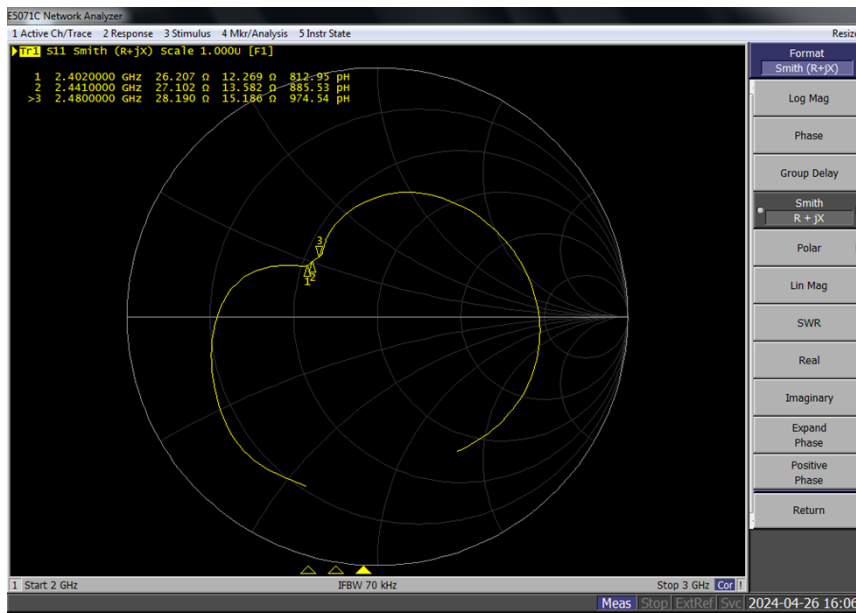 E5071C Network Analyzer
1 Active Ch/Trace 2 Response 3 Stimulus 4 Mkr/Analysis 5 Instr State
Resize
Tr1 S11 Smith (R+jX) Scale 1.000U [F1]
1 2.4020000 GHz 26.207 Ω 12.269 Ω 812.95 pH
2 2.4410000 GHz 27.102 Ω 13.582 Ω 885.53 pH
>3 2.4800000 GHz 28.190 Ω 15.186 Ω 974.54 pH
3
1
2
Format
Smith (R+jX)
Log Mag
Phase
Group Delay
Smith
R + jX
Polar
Lin Mag
SWR
Real
Imaginary
Expand
Phase
Positive
Phase
Return
1 Start 2 GHz
IFBW 70 kHz
Stop 3 GHz Cor !
Meas Stop ExtRef Svc 2024-04-26 16:06